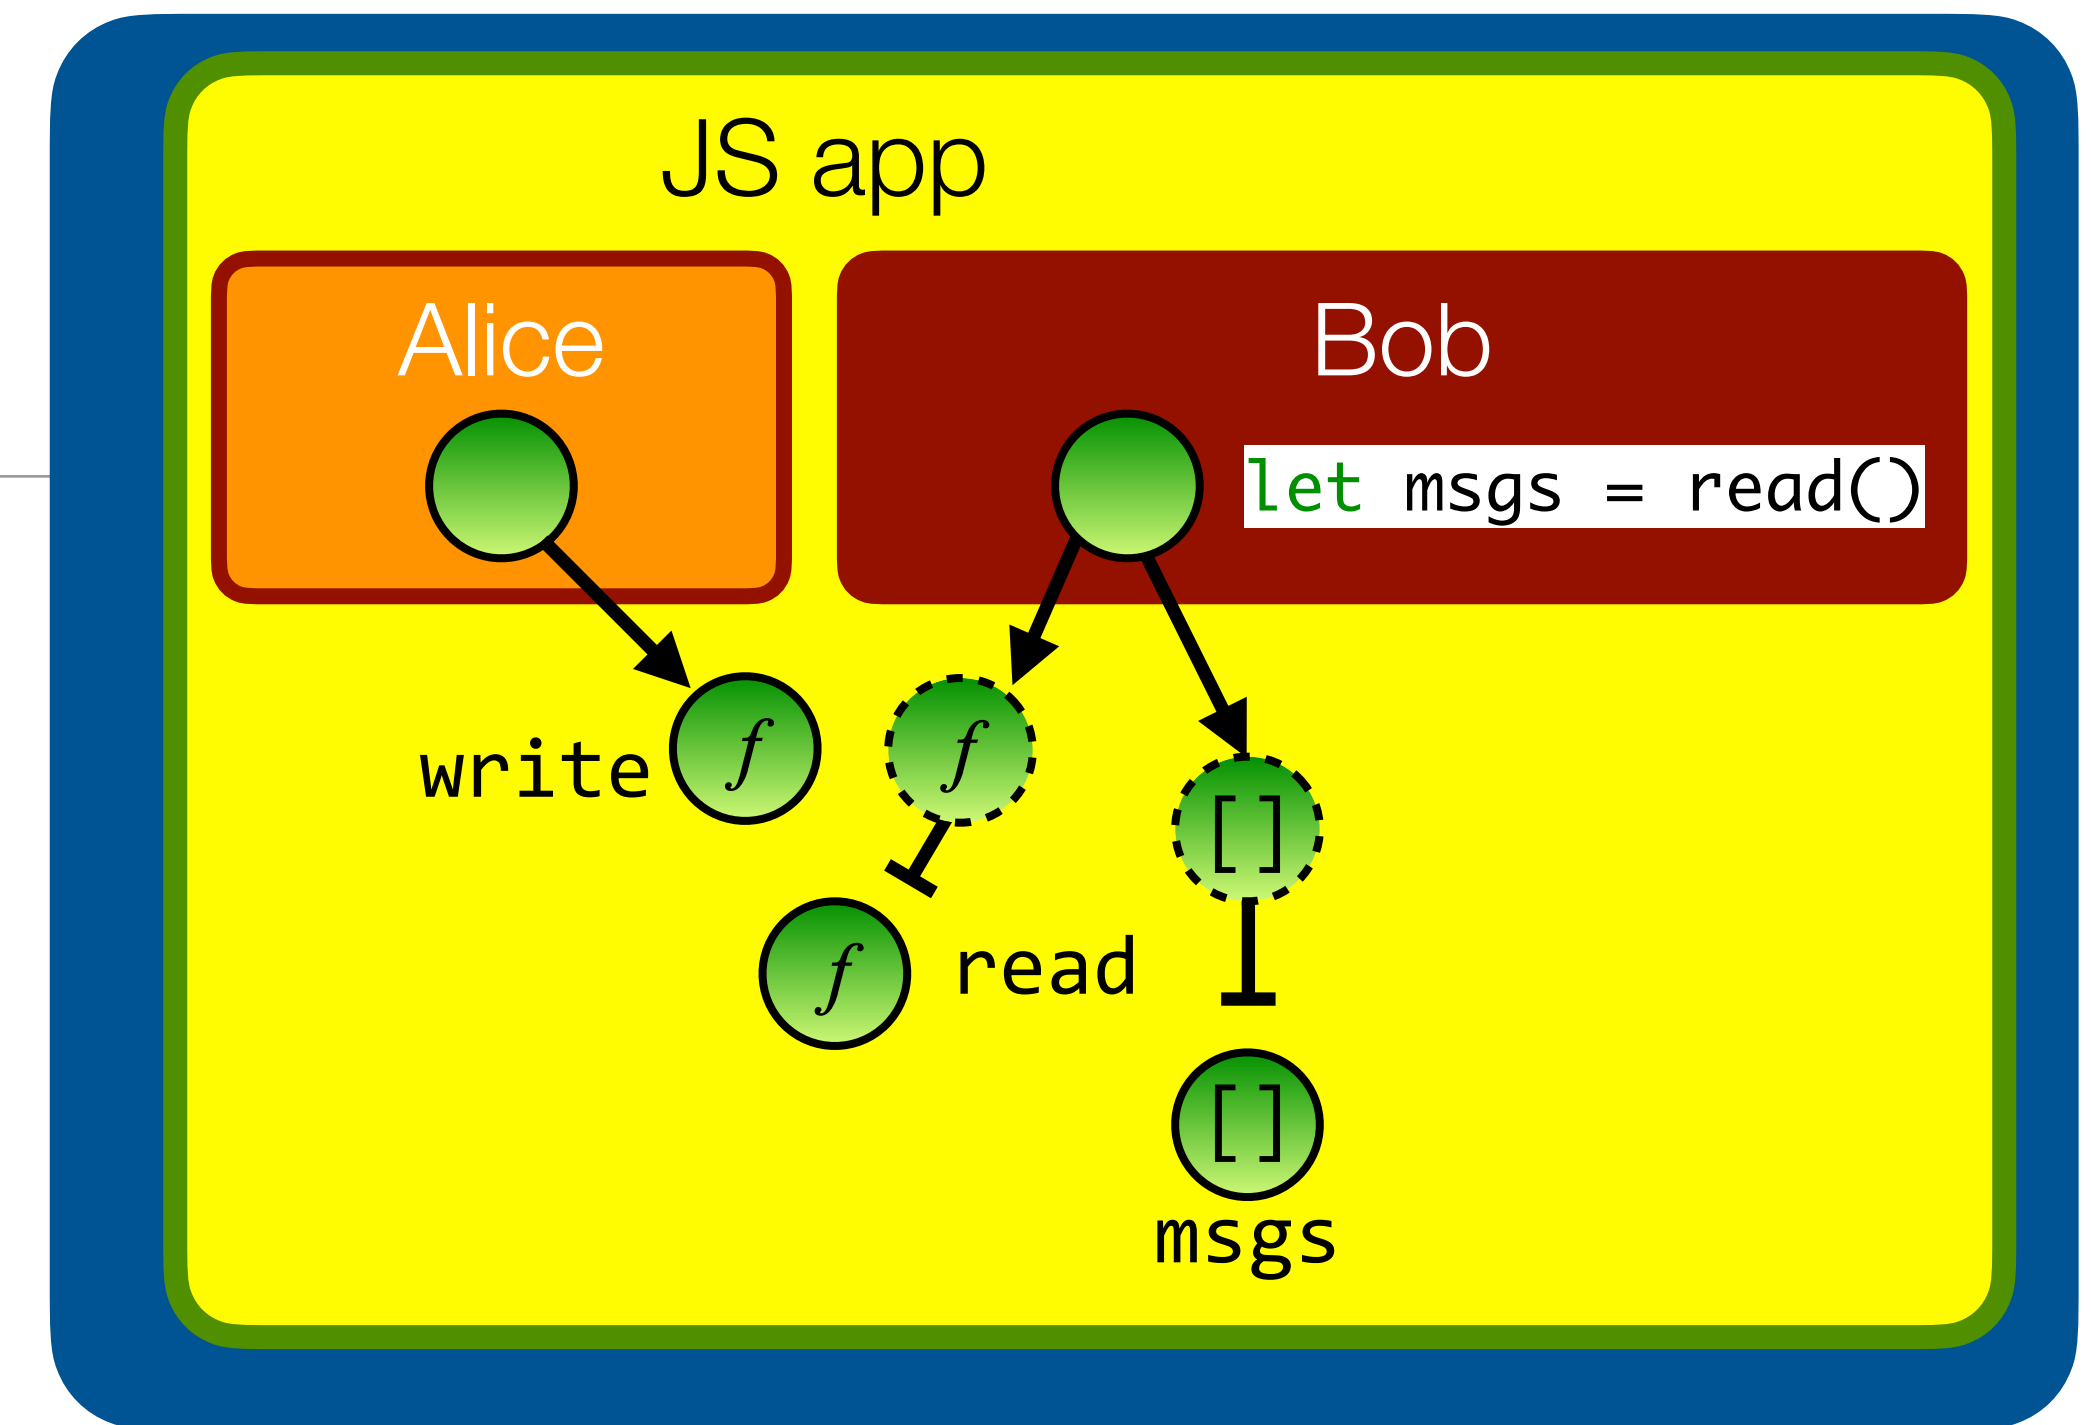 JS app
Alice
Bob
let msgs = read()
write
f
f
[]
f
read
[]
msgs